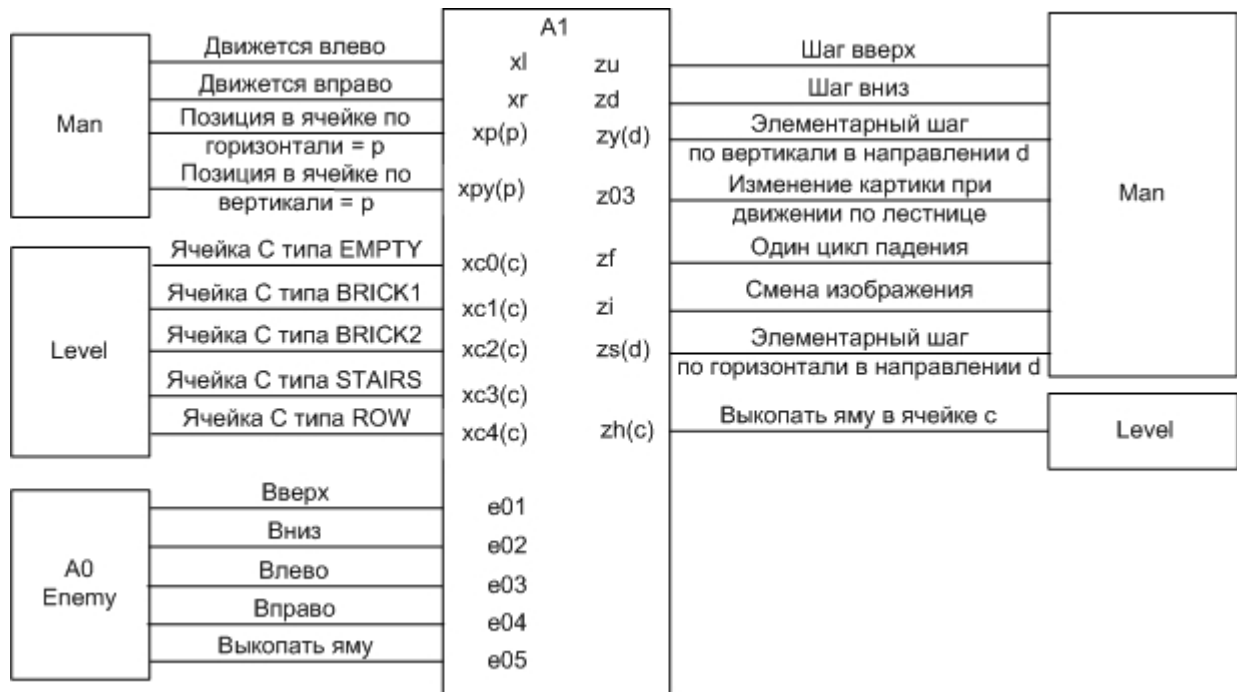 A1
Man
Движется влево
xl
Движется вправо
xr
Позиция в ячейке по
горизонтали = p
xp(p)
Позиция в ячейке по
вертикали = p
xpy(p)
Level
Ячейка C типа EMPTY
xc0(c)
Ячейка C типа BRICK1
xc1(c)
Ячейка C типа BRICK2
xc2(c)
Ячейка C типа STAIRS
xc3(c)
Ячейка C типа ROW
xc4(c)
A0
Enemy
Вверх
e01
Вниз
e02
Влево
e03
Вправо
e04
Выкопать яму
e05
zu
Шаг вверх
zd
Шаг вниз
zy(d)
Элементарный шаг
по вертикали в направлении d
z03
Изменение картики при
движении по лестнице
zf
Один цикл падения
zi
Смена изображения
zs(d)
Элементарный шаг
по горизонтали в направлении d
Man
zh(c)
Выкопать яму в ячейке с
Level